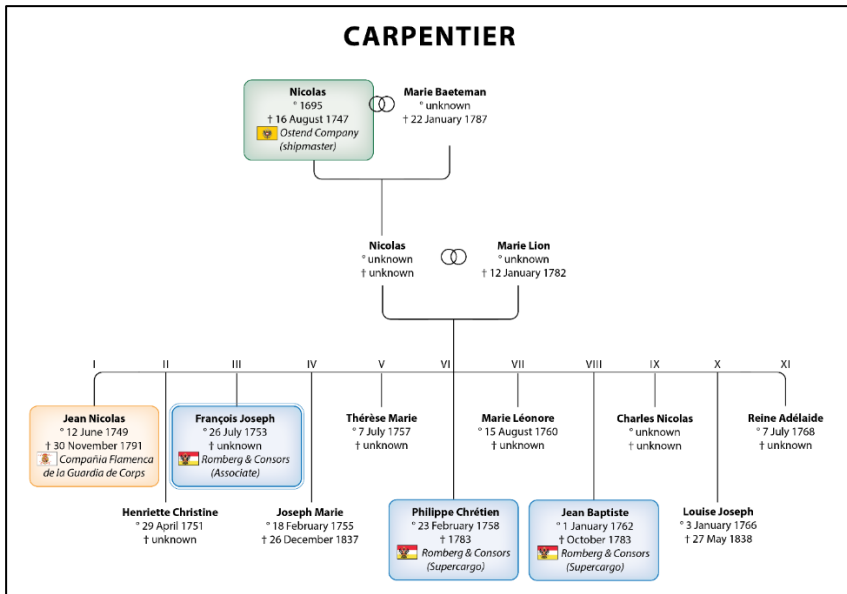 CARPENTIER
Nicolas
° 1695
† 16 August 1747
Ostend Company
(shipmaster)
Marie Baeteman
° unknown
† 22 January 1787
Nicolas
° unknown
† unknown
Marie Lion
° unknown
† 12 January 1782
I
II
III
IV
V
VI
VII
VIII
IX
X
XI
Jean Nicolas
° 12 June 1749
† 30 November 1791
Compañia Flamenca
de la Guardia de Corps
François Joseph
° 26 July 1753
† unknown
Romberg & Consors
(Associate)
Thérèse Marie
° 7 July 1757
† unknown
Marie Léonore
° 15 August 1760
† unknown
Charles Nicolas
° unknown
† unknown
Reine Adélaide
° 7 July 1768
† unknown
Henriette Christine
° 29 April 1751
† unknown
Joseph Marie
° 18 February 1755
† 26 December 1837
Philippe Chrétien
° 23 February 1758
† 1783
Romberg & Consors
(Supercargo)
Jean Baptiste
° 1 January 1762
† October 1783
Romberg & Consors
(Supercargo)
Louise Joseph
° 3 January 1766
† 27 May 1838